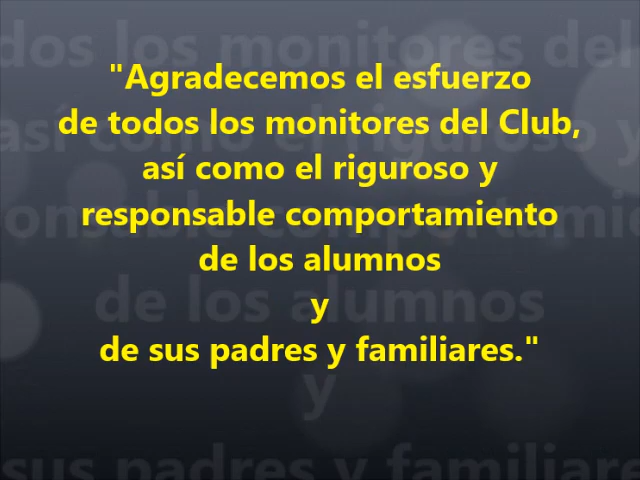 "Agradecemos el esfuerzo
de todos los monitores del Club,
así como el riguroso y
responsable comportamiento
de los alumnos
y
de sus padres y familiares."